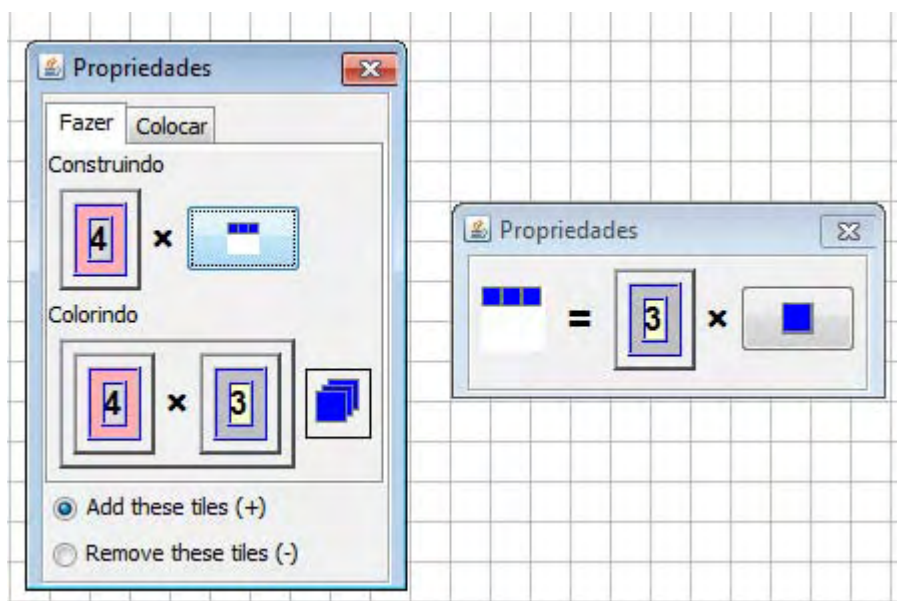 Propriedades
Fazer Colocar
Construindo
4 ×
Colorindo
4 × 3
Add these tiles (+)
Remove these tiles (-)
Propriedades
= 3 ×